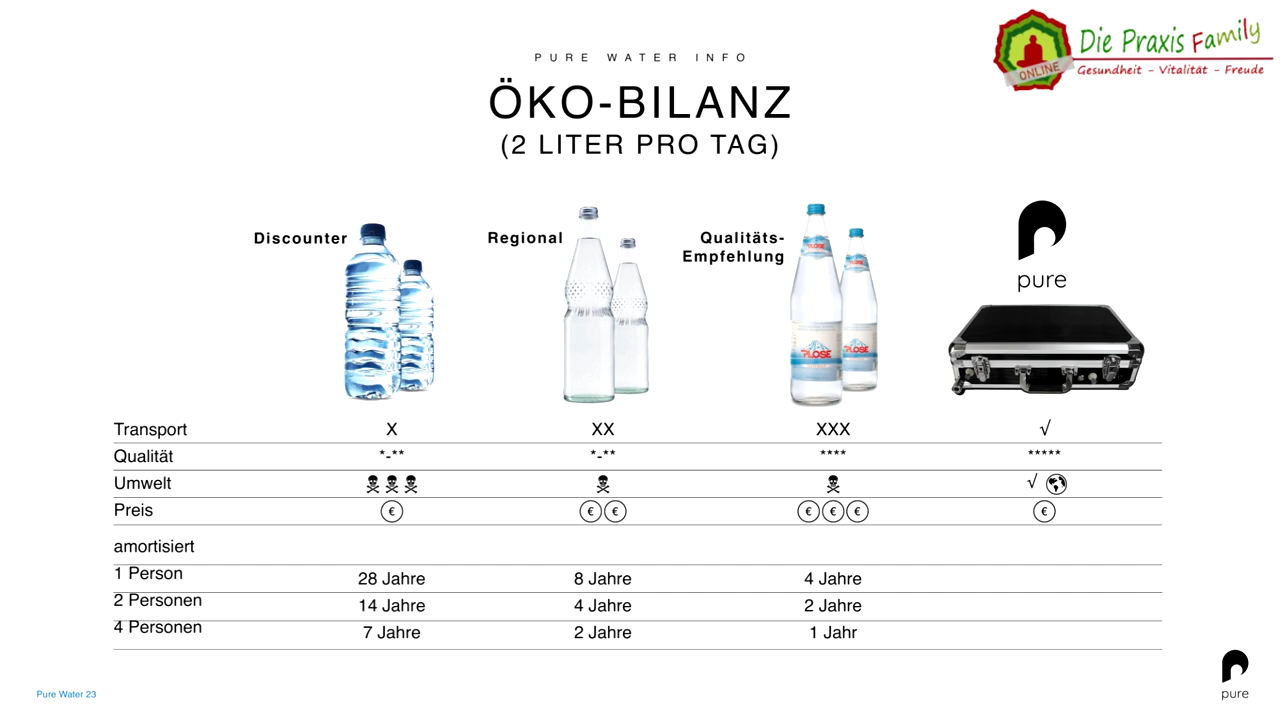 PURE WATER INFO
ÖKO-BILANZ
(2 LITER PRO TAG)
Die Praxis Family
ONLINE
Gesundheit - Vitalität - Freude
Discounter
Regional
Qualitäts-
Empfehlung
PLOSE
PLOSE
pure
Transport X XX XXX √
Qualität *-** *-** **** *****
Umwelt ☠☠☠ ☠ ☠ √
Preis € €€ €€€ €
amortisiert
1 Person 28 Jahre 8 Jahre 4 Jahre
2 Personen 14 Jahre 4 Jahre 2 Jahre
4 Personen 7 Jahre 2 Jahre 1 Jahr
Pure Water 23
pure